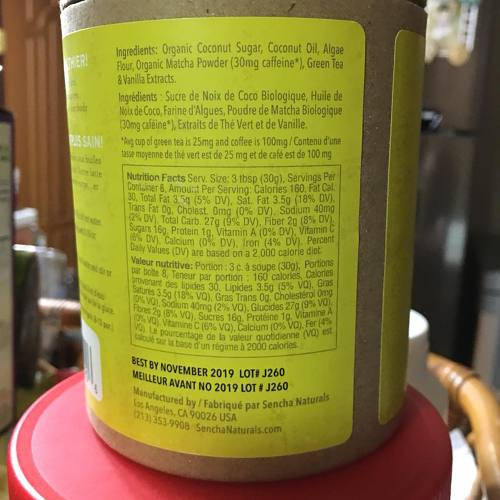 THIER!
Ingredients: Organic Coconut Sugar, Coconut Oil, Algae
Flour, Organic Matcha Powder (30mg caffeine*), Green Tea
& Vanilla Extracts.
Ingrédients : Sucre de Noix de Coco Biologique, Huile de
Noix de Coco, Farine d'Algues, Poudre de Matcha Biologique
(30mg caféine*), Extraits de Thé Vert et de Vanille.
*Avg cup of green tea is 25mg and coffee is 100mg / Contenu d'une
tasse moyenne de thé vert est de 25 mg et de café est de 100 mg
PLUS SAIN!
Nutrition Facts Serv. Size: 3 tbsp (30g), Servings Per
Container 8, Amount Per Serving: Calories 160, Fat Cal.
30, Total Fat 3.5g (5% DV), Sat. Fat 3.5g (18% DV),
Trans Fat 0g, Cholest. 0mg (0% DV), Sodium 40mg
(2% DV), Total Carb. 27g (9% DV), Fiber 2g (8% DV),
Sugars 16g, Protein 1g, Vitamin A (0% DV), Vitamin C
(6% DV), Calcium (0% DV), Iron (4% DV). Percent
Daily Values (DV) are based on a 2,000 calorie diet.
Valeur nutritive: Portion : 3 c. à soupe (30g), Portions
par boîte 8, Teneur par portion : 160 calories, Calories
provenant des lipides 30, Lipides 3.5g (5% VQ), Gras
Saturés 3.5g (18% VQ), Gras Trans 0g, Cholestérol 0mg
(0% VQ), Sodium 40mg (2% VQ), Glucides 27g (9% VQ),
Fibres 2g (8% VQ), Sucres 16g, Protéine 1g, Vitamine A
(0% VQ), Vitamine C (6% VQ), Calcium (0% VQ), Fer (4%
VQ). Le pourcentage de la valeur quotidienne (VQ) est
calculé sur la base d'un régime à 2000 calories.
BEST BY NOVEMBER 2019 LOT# J260
MEILLEUR AVANT NO 2019 LOT # J260
Manufactured by / Fabriqué par Sencha Naturals
Los Angeles, CA 90026 USA
(213) 353-9908 SenchaNaturals.com